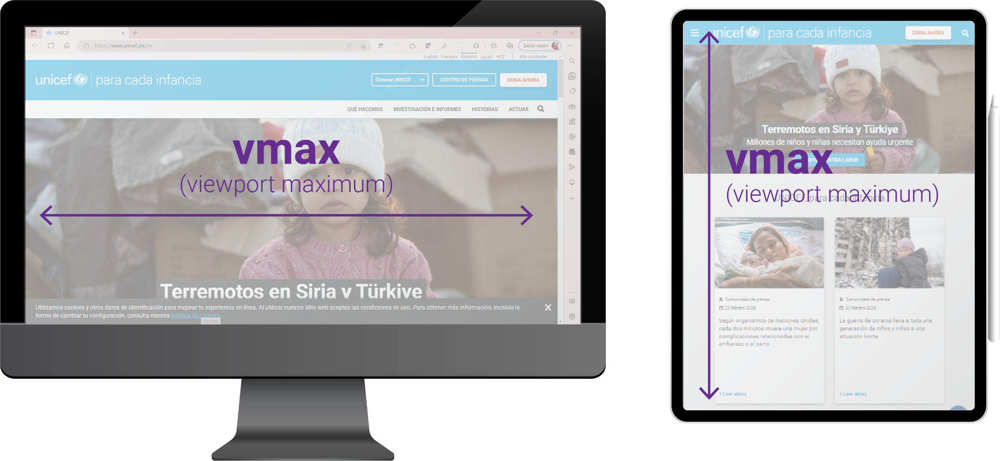 UNICEF
https://www.unicef.org/es
Iniciar sesión
English Français Español العربية 中文 Alto contraste
unicef para cada infancia
Conoce UNICEF
CENTRO DE PRENSA
DONA AHORA
QUÉ HACEMOS INVESTIGACIÓN E INFORMES HISTORIAS ACTUAR
vmax
(viewport maximum)
Terremotos en Siria y Türkiye
Utilizamos cookies y otros datos de identificación para mejorar tu experiencia en línea. Al utilizar nuestro sitio web aceptas las condiciones de uso. Para obtener más información, incluida la
forma de cambiar tu configuración, consulta nuestra política de cookies.
StarUML
unicef para cada infancia
DONA AHORA
Terremotos en Siria y Türkiye
Millones de niños y niñas necesitan ayuda urgente
vmax
(viewport maximum)
UNICEF, para cada infancia
Comunicado de prensa
22 Febrero 2023
Según organismos de Naciones Unidas,
cada dos minutos muere una mujer por
complicaciones relacionadas con el
embarazo o el parto
Leer ahora
Comunicado de prensa
20 Febrero 2023
La guerra de Ucrania lleva a toda una
generación de niños y niñas a una
situación límite
Leer ahora